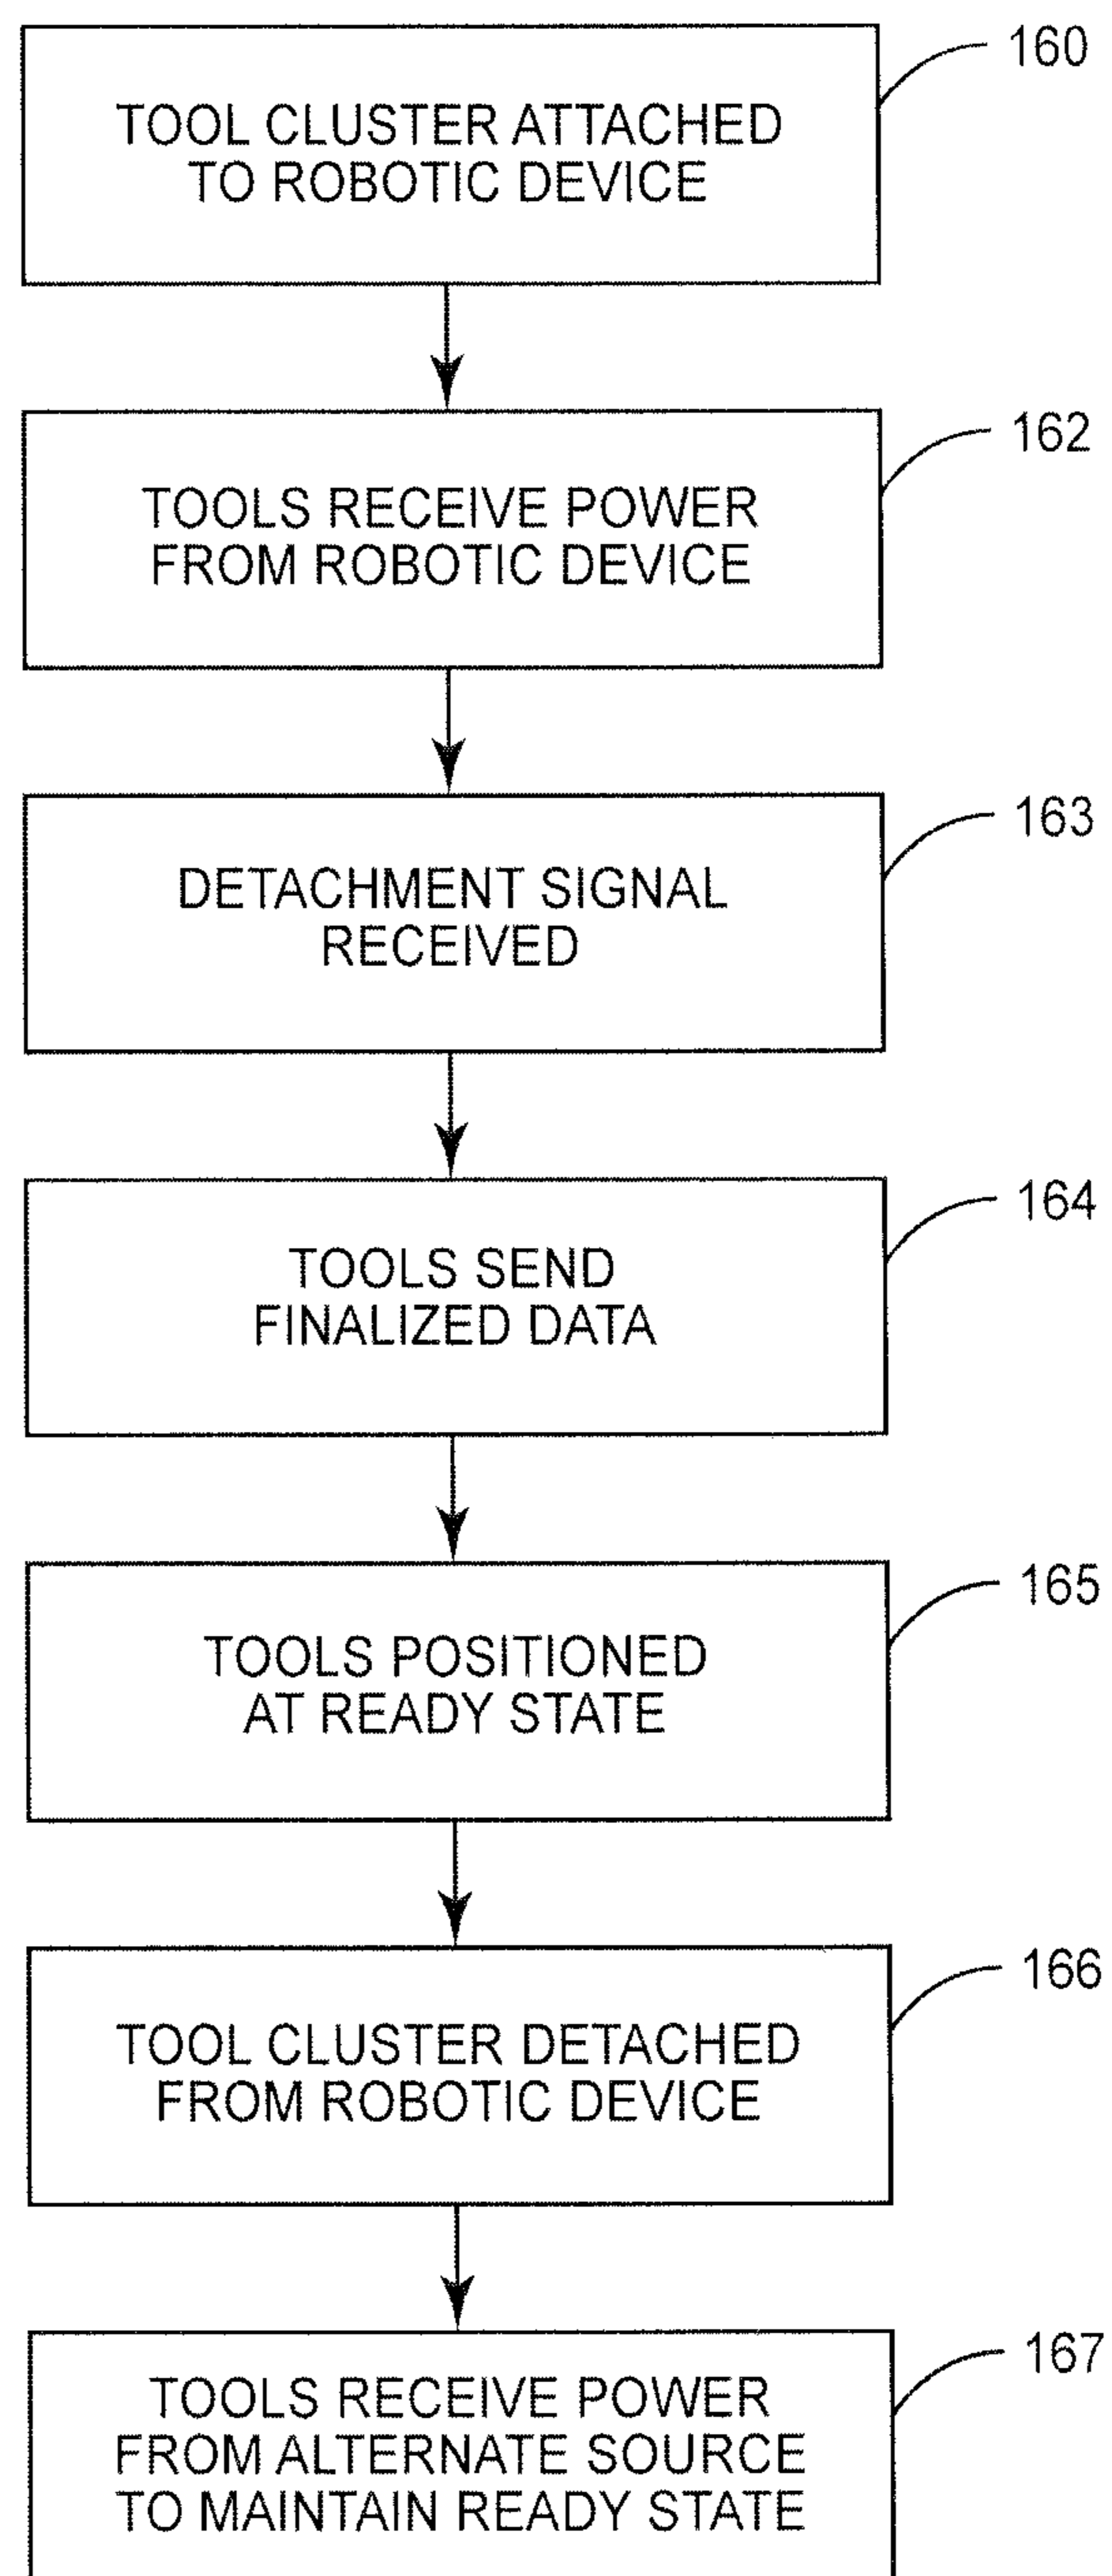 160
TOOL CLUSTER ATTACHED
TO ROBOTIC DEVICE
162
TOOLS RECEIVE POWER
FROM ROBOTIC DEVICE
163
DETACHMENT SIGNAL
RECEIVED
164
TOOLS SEND
FINALIZED DATA
165
TOOLS POSITIONED
AT READY STATE
166
TOOL CLUSTER DETACHED
FROM ROBOTIC DEVICE
167
TOOLS RECEIVE POWER
FROM ALTERNATE SOURCE
TO MAINTAIN READY STATE